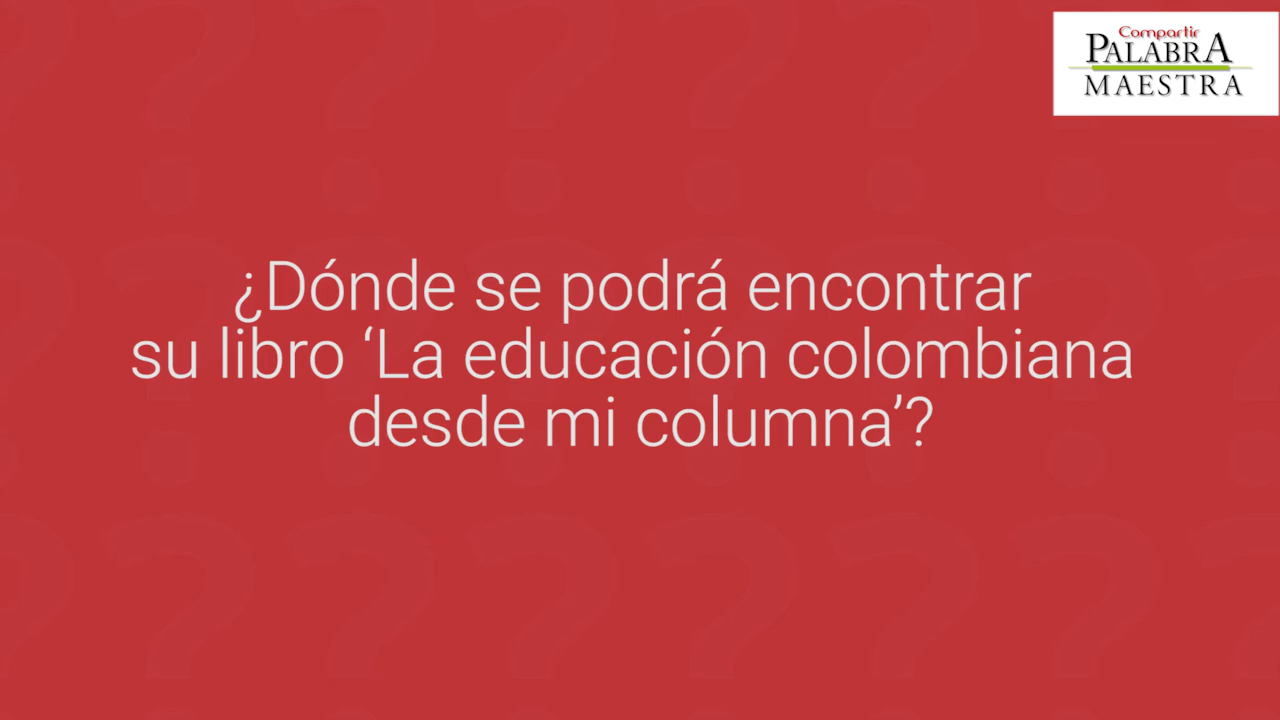 Compartir
PALABRA
MAESTRA
¿Dónde se podrá encontrar
su libro ‘La educación colombiana
desde mi columna’?